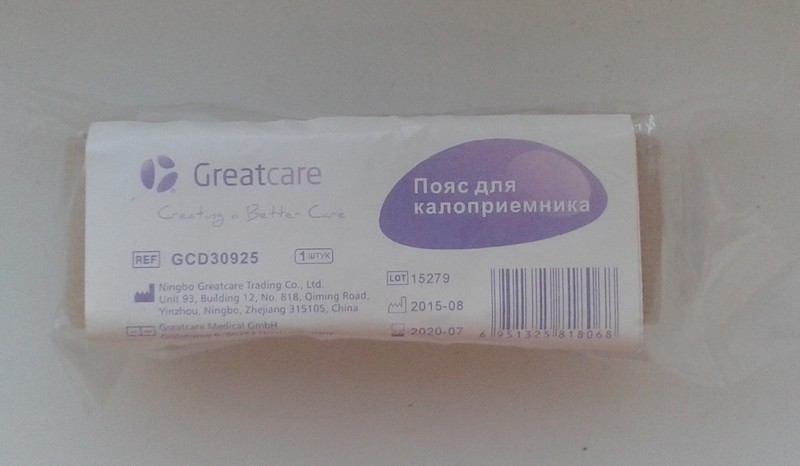 Greatcare
Creating a Better Care
Пояс для
калоприемника
REF GCD30925
1 штук
Ningbo Greatcare Trading Co., Ltd.
Unit 93, Building 12, No. 818, Qiming Road,
Yinzhou, Ningbo, Zhejiang 315105, China
Greatcare Medical GmbH
LOT 15279
2015-08
2020-07
6 951325 818068